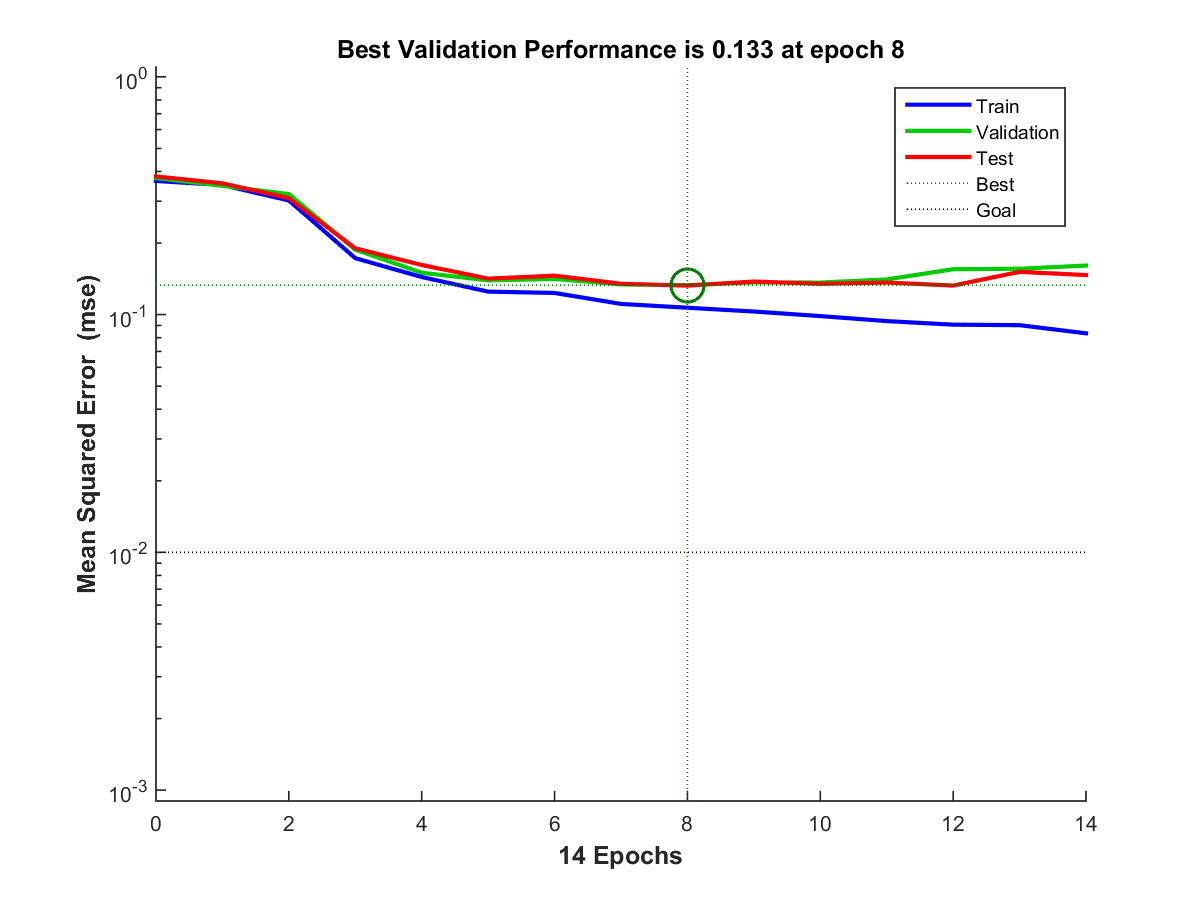 Best Validation Performance is 0.133 at epoch 8
Train
Validation
Test
Best
Goal
10^0
10^-1
10^-2
10^-3
Mean Squared Error (mse)
0 2 4 6 8 10 12 14
14 Epochs